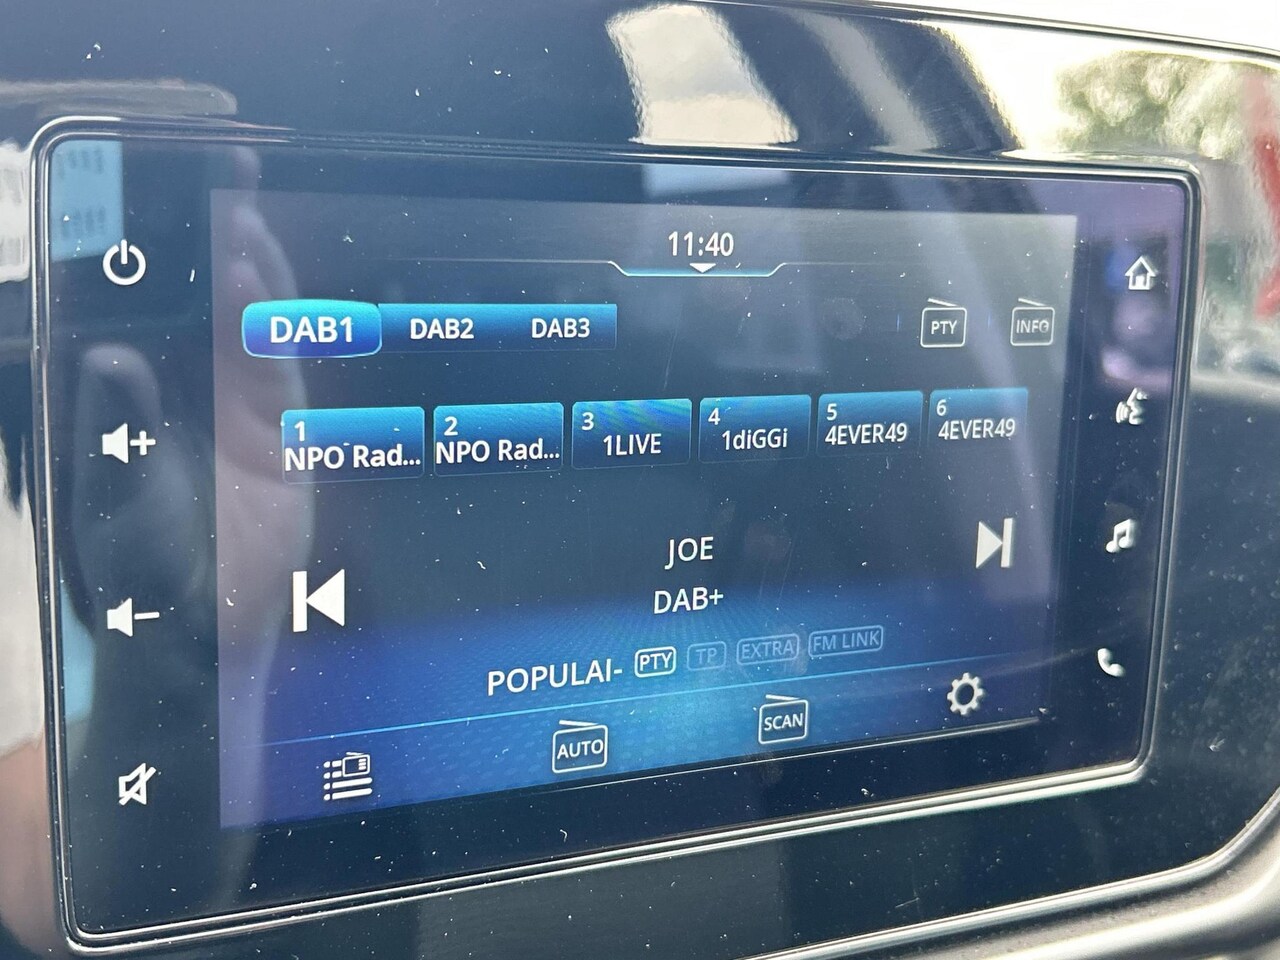 11:40
DAB1 DAB2 DAB3 PTY INFO
1 NPO Rad...
2 NPO Rad...
3 1LIVE
4 1diGGi
5 4EVER49
6 4EVER49
JOE
DAB+
POPULAI- PTY TP EXTRA FM LINK
AUTO
SCAN